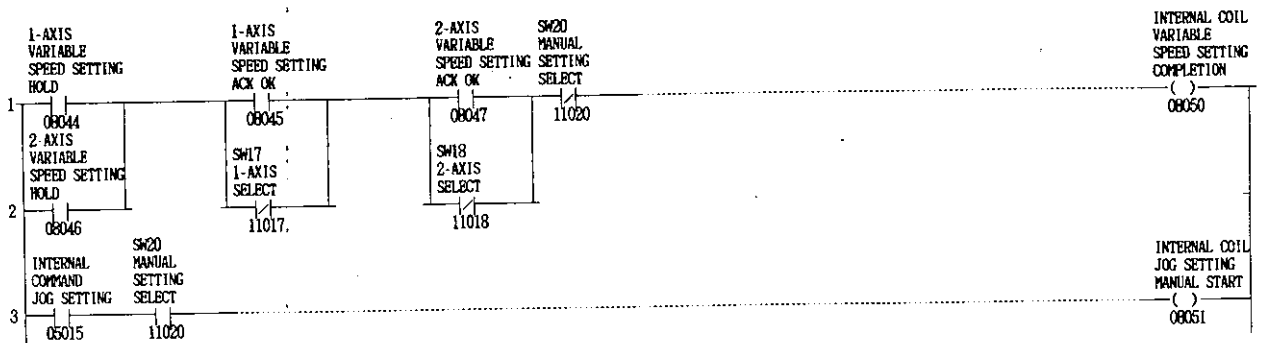 1-AXIS
VARIABLE
SPEED SETTING
HOLD
08044
1-AXIS
VARIABLE
SPEED SETTING
ACK OK
08045
2-AXIS
VARIABLE
SPEED SETTING
ACK OK
08047
SW20
MANUAL
SETTING
SELECT
11020
INTERNAL COIL
VARIABLE
SPEED SETTING
COMPLETION
( )
08050
1
2-AXIS
VARIABLE
SPEED SETTING
HOLD
08046
SW17
1-AXIS
SELECT
11017
SW18
2-AXIS
SELECT
11018
2
INTERNAL
COMMAND
JOG SETTING
05015
SW20
MANUAL
SETTING
SELECT
11020
INTERNAL COIL
JOG SETTING
MANUAL START
( )
08051
3